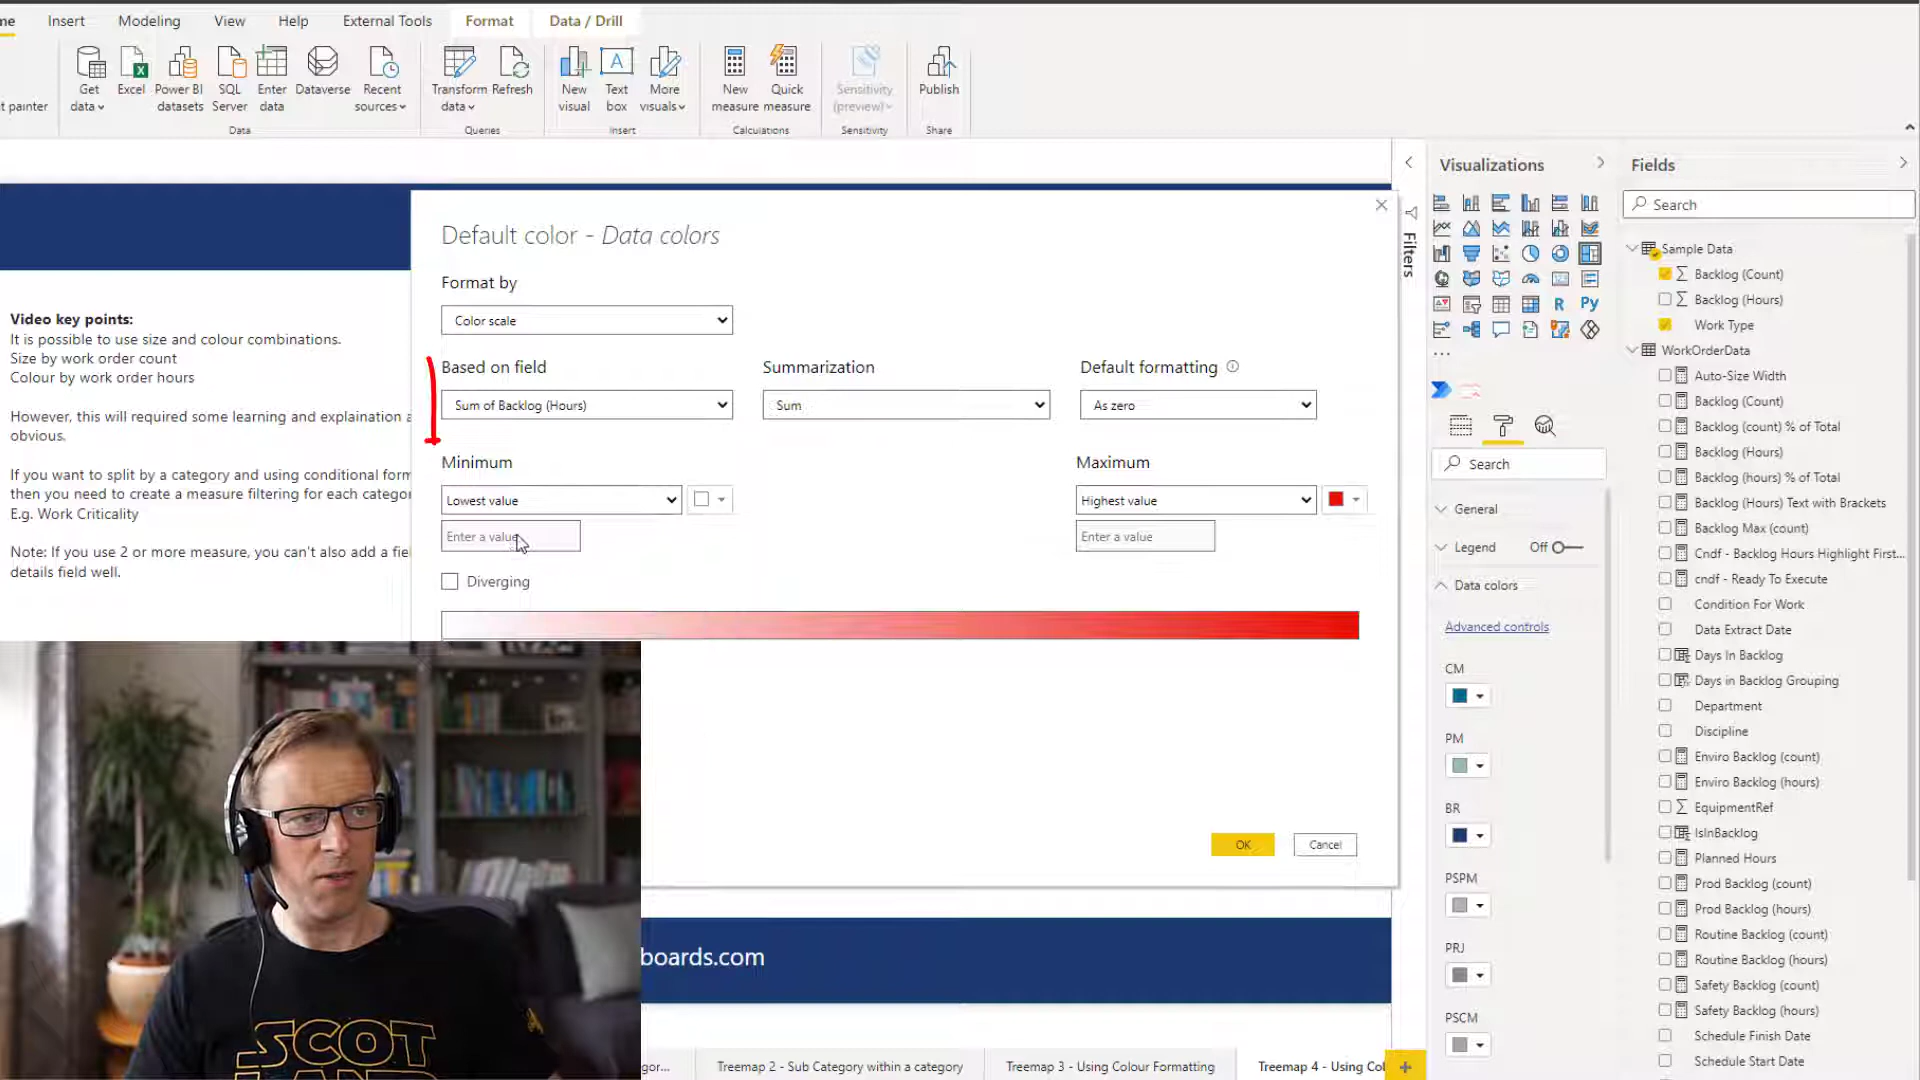 Insert
Modeling
View
Help
External Tools
Format
Data / Drill
t painter
Get data
Excel
Power BI datasets
SQL Server
Enter data
Dataverse
Recent sources
Transform data
Refresh
New visual
Text box
More visuals
New measure
Quick measure
Sensitivity (preview)
Publish
Data
Queries
Insert
Calculations
Sensitivity
Share
Video key points:
It is possible to use size and colour combinations.
Size by work order count
Colour by work order hours
However, this will required some learning and explaination a
obvious.
If you want to split by a category and using conditional form
then you need to create a measure filtering for each categor
E.g. Work Criticality
Note: If you use 2 or more measure, you can't also add a fie
details field well.
Default color - Data colors
Format by
Color scale
Based on field
Summarization
Default formatting
Sum of Backlog (Hours)
Sum
As zero
Minimum
Maximum
Lowest value
Highest value
Enter a value
Enter a value
Diverging
OK
Cancel
SCOT
boards.com
Treemap 2 - Sub Category within a category
Treemap 3 - Using Colour Formatting
Treemap 4 - Using Col
Filters
Visualizations
R
Py
Search
General
Legend
Off
Data colors
Advanced controls
CM
PM
BR
PSPM
PRJ
PSCM
Fields
Search
Sample Data
Backlog (Count)
Backlog (Hours)
Work Type
WorkOrderData
Auto-Size Width
Backlog (Count)
Backlog (count) % of Total
Backlog (Hours)
Backlog (hours) % of Total
Backlog (Hours) Text with Brackets
Backlog Max (count)
Cndf - Backlog Hours Highlight First...
cndf - Ready To Execute
Condition For Work
Data Extract Date
Days In Backlog
Days in Backlog Grouping
Department
Discipline
Enviro Backlog (count)
Enviro Backlog (hours)
EquipmentRef
IsInBacklog
Planned Hours
Prod Backlog (count)
Prod Backlog (hours)
Routine Backlog (count)
Routine Backlog (hours)
Safety Backlog (count)
Safety Backlog (hours)
Schedule Finish Date
Schedule Start Date